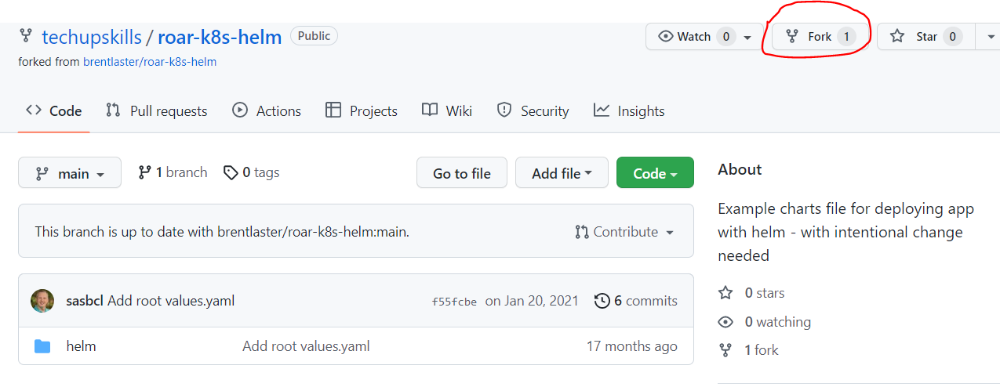 techupskills / roar-k8s-helm Public Watch 0 Fork 1 Star 0
forked from brentlaster/roar-k8s-helm
Code Pull requests Actions Projects Wiki Security Insights
main 1 branch 0 tags Go to file Add file Code
About
Example charts file for deploying app
with helm - with intentional change
needed
This branch is up to date with brentlaster/roar-k8s-helm:main. Contribute
sasbcl Add root values.yaml f55fcbe on Jan 20, 2021 6 commits
helm Add root values.yaml 17 months ago
0 stars
0 watching
1 fork